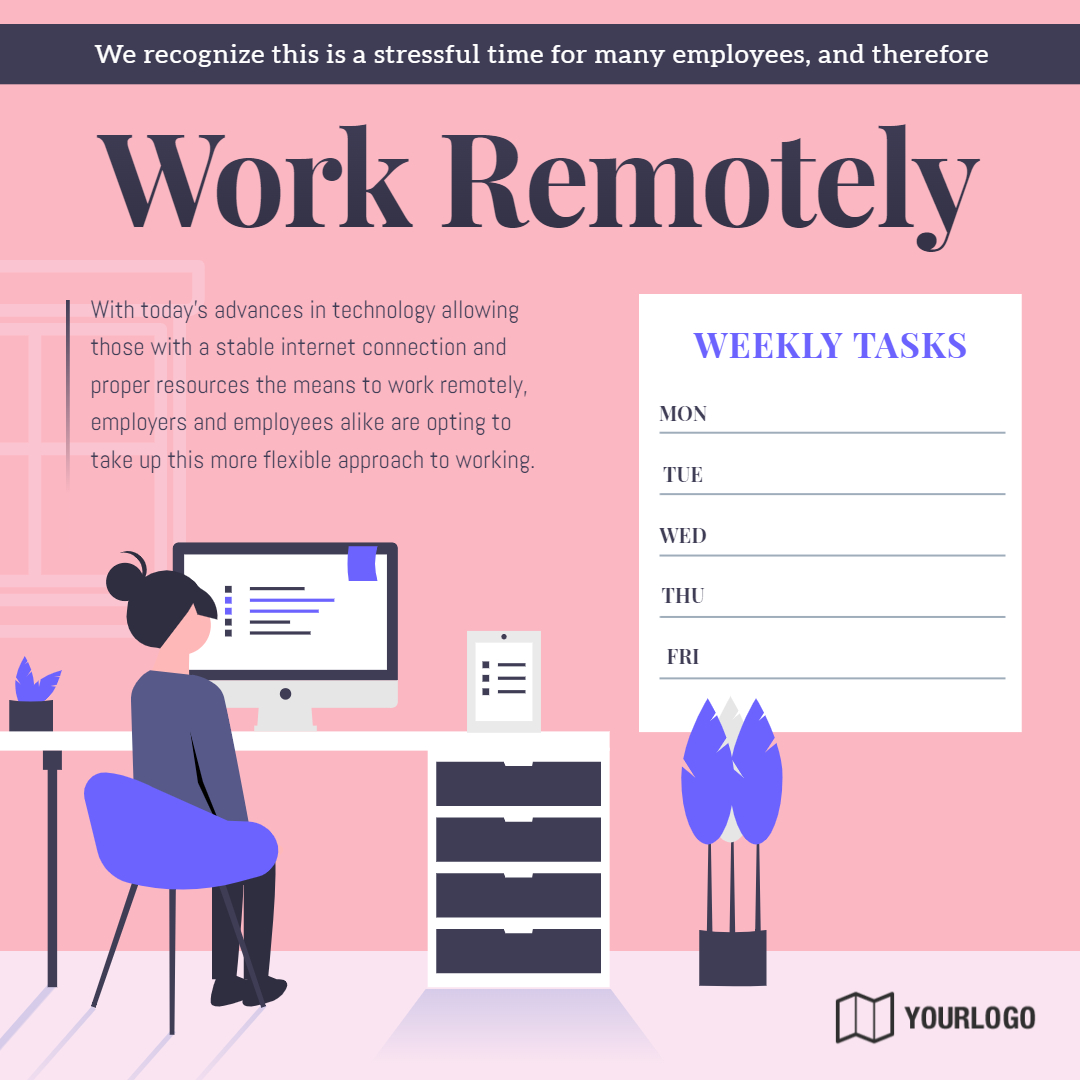 We recognize this is a stressful time for many employees, and therefore
Work Remotely
With today's advances in technology allowing
those with a stable internet connection and
proper resources the means to work remotely,
employers and employees alike are opting to
take up this more flexible approach to working.
WEEKLY TASKS
MON
TUE
WED
THU
FRI
YOURLOGO